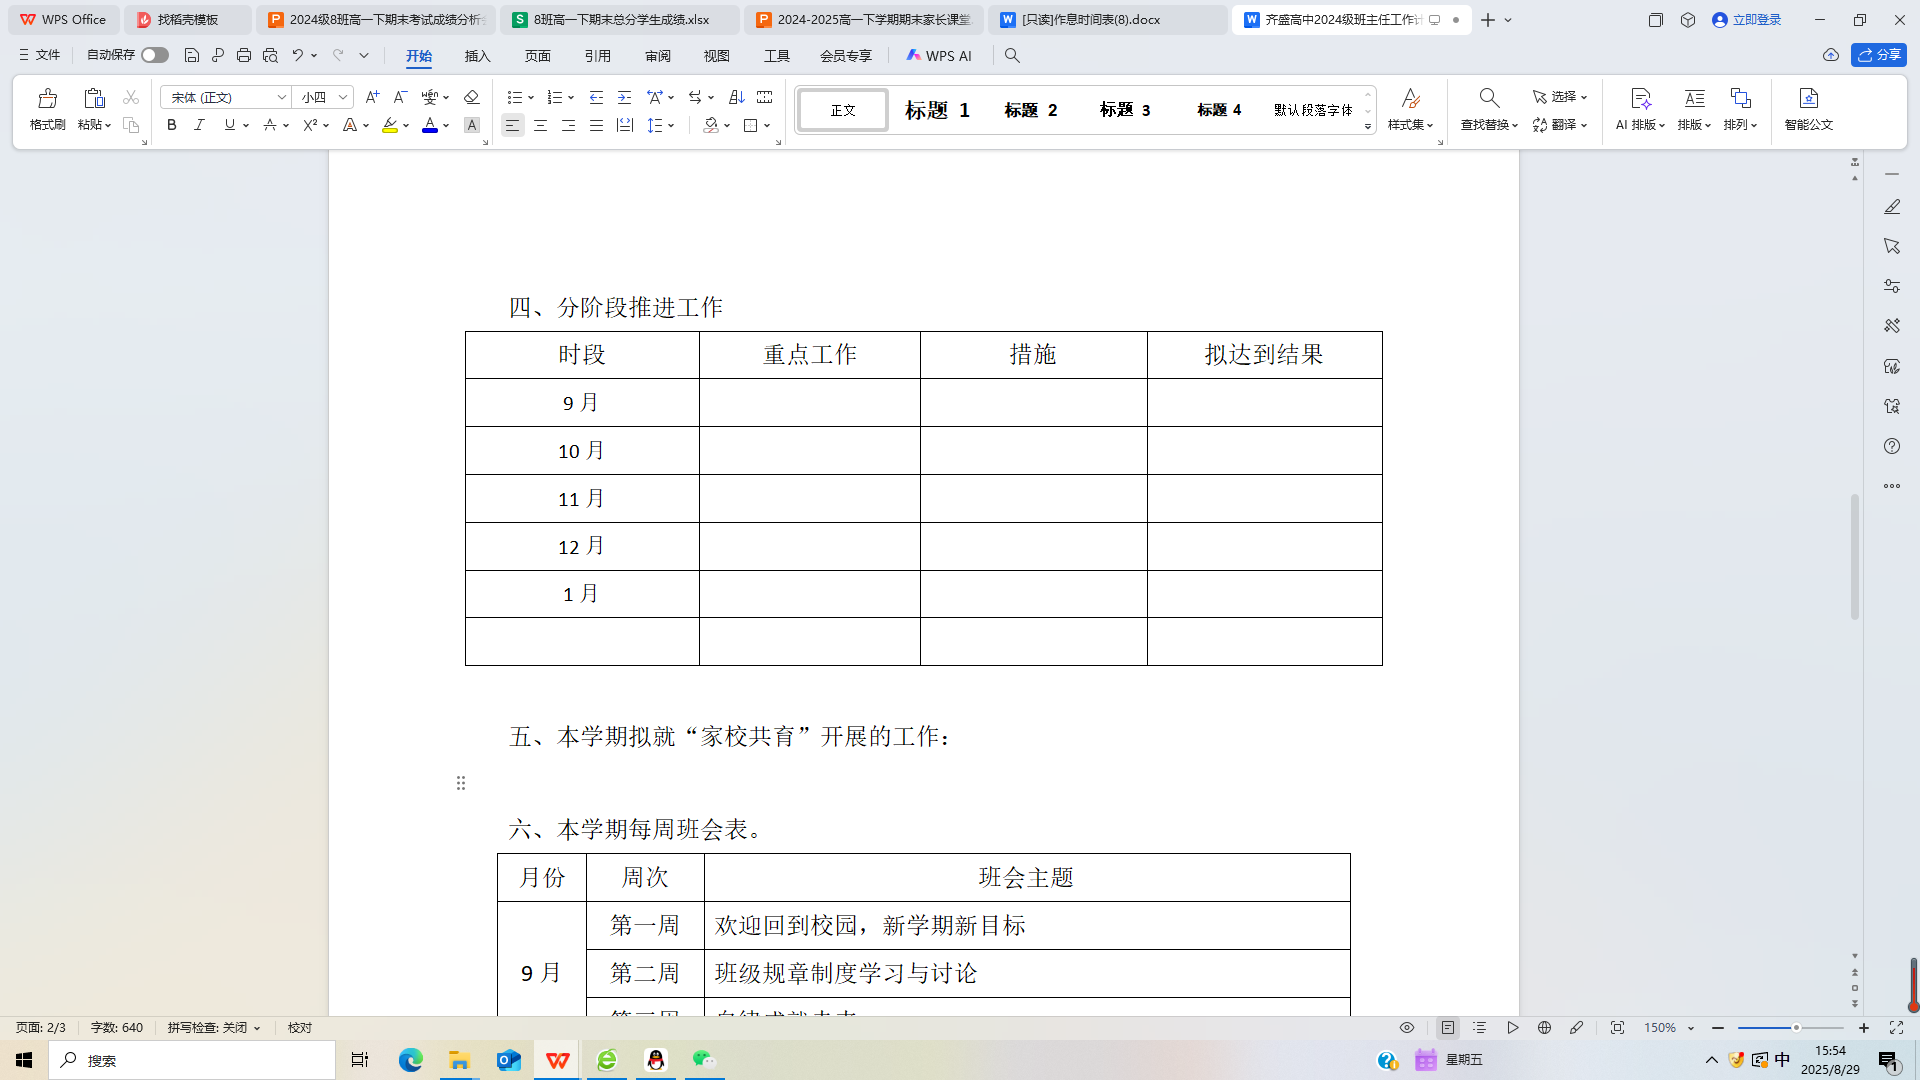 WPS Office
找稻壳模板
2024级8班高一下期末考试成绩分析
8班高一下期末总分学生成绩.xlsx
2024-2025高一下学期期末家长课堂
[只读]作息时间表(8).docx
齐盛高中2024级班主任工作计
立即登录
文件
自动保存
开始
插入
页面
引用
审阅
视图
工具
会员专享
WPS AI
分享
格式刷
粘贴
宋体 (正文)
小四
正文
标题 1
标题 2
标题 3
标题 4
默认段落字体
样式集
查找替换
选择
翻译
AI 排版
排版
排列
智能公文
四、分阶段推进工作
时段 重点工作 措施 拟达到结果
9 月
10 月
11 月
12 月
1 月
五、本学期拟就“家校共育”开展的工作：
六、本学期每周班会表。
月份 周次 班会主题
第一周 欢迎回到校园，新学期新目标
9 月 第二周 班级规章制度学习与讨论
页面: 2/3
字数: 640
拼写检查: 关闭
校对
150%
搜索
星期五
中
15:54
2025/8/29
1